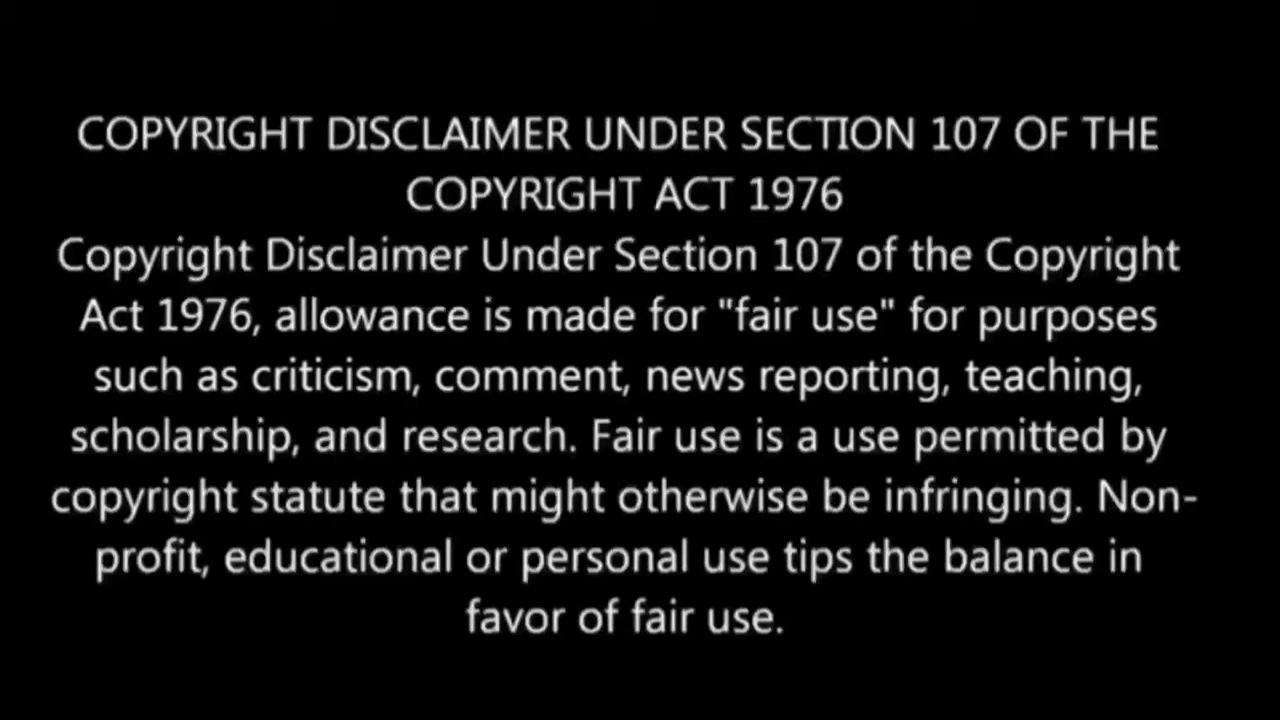 COPYRIGHT DISCLAIMER UNDER SECTION 107 OF THE
COPYRIGHT ACT 1976
Copyright Disclaimer Under Section 107 of the Copyright
Act 1976, allowance is made for "fair use" for purposes
such as criticism, comment, news reporting, teaching,
scholarship, and research. Fair use is a use permitted by
copyright statute that might otherwise be infringing. Non-
profit, educational or personal use tips the balance in
favor of fair use.